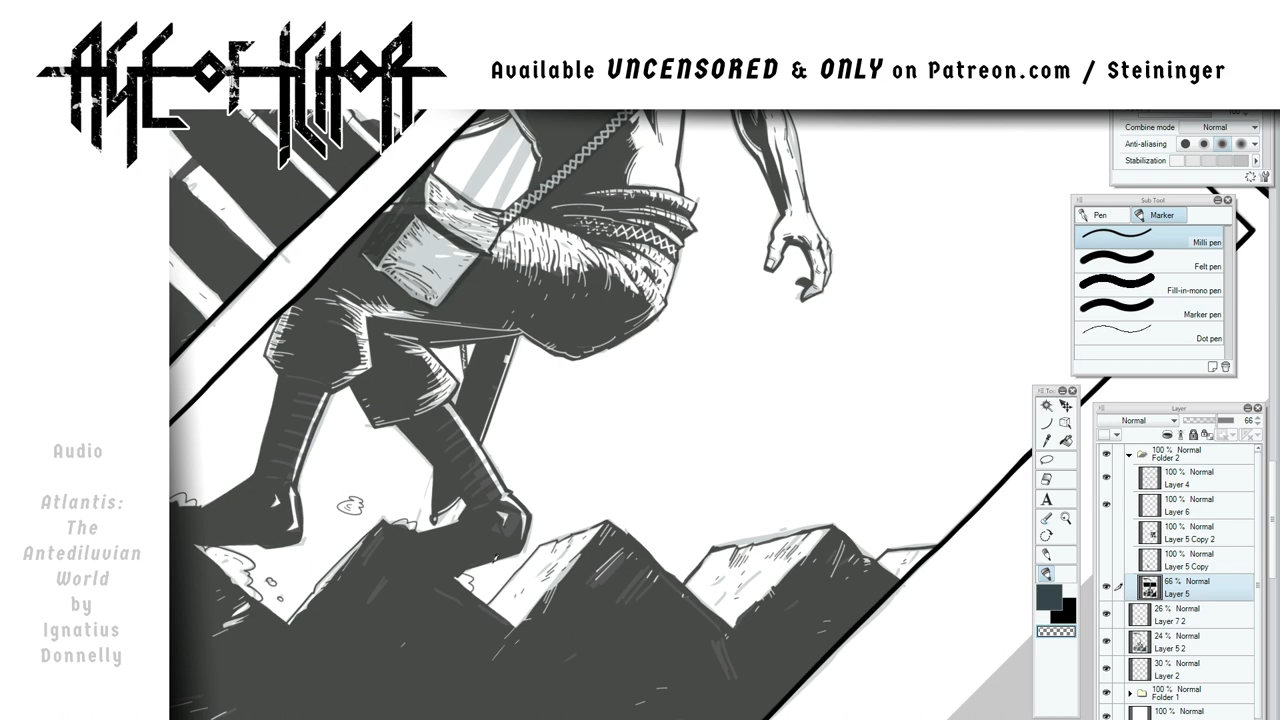 AGE OF ICHOR
Available UNCENSORED & ONLY on Patreon.com / Steininger
Combine mode Normal
Anti-aliasing
Stabilization
Sub Tool
Pen Marker
Milli pen
Felt pen
Fill-in-mono pen
Marker pen
Dot pen
Layer
Normal 66
100 % Normal
Folder 2
100 % Normal
Layer 4
100 % Normal
Layer 6
100 % Normal
Layer 5 Copy 2
100 % Normal
Layer 5 Copy
66 % Normal
Layer 5
26 % Normal
Layer 7 2
24 % Normal
Layer 5 2
30 % Normal
Layer 2
100 % Normal
Folder 1
100 % Normal
Audio
Atlantis:
The
Antediluvian
World
by
Ignatius
Donnelly